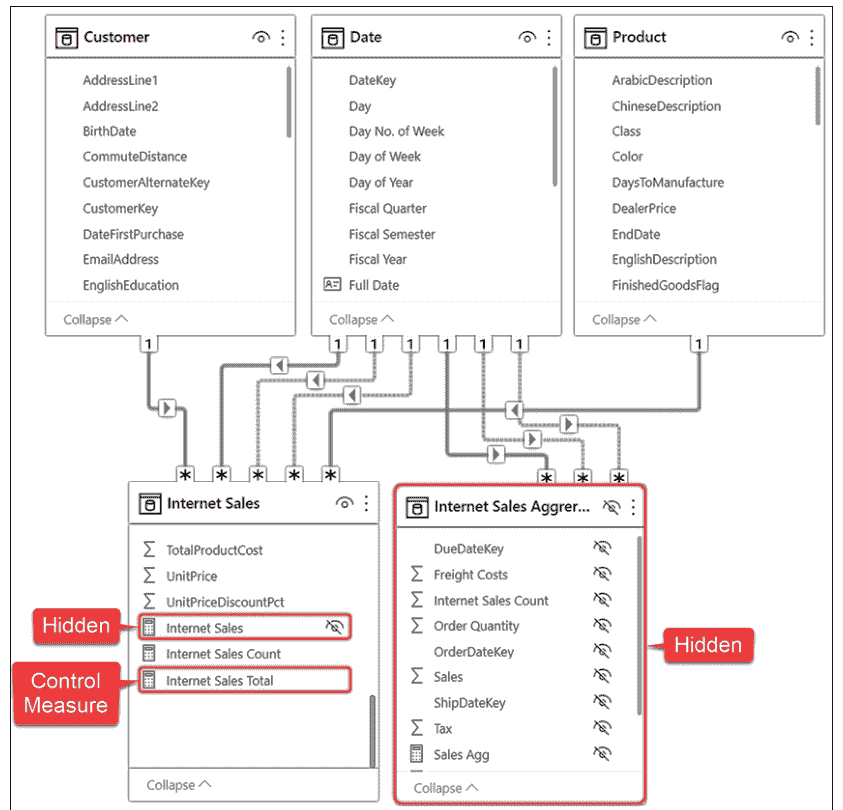 Customer
AddressLine1
AddressLine2
BirthDate
CommuteDistance
CustomerAlternateKey
CustomerKey
DateFirstPurchase
EmailAddress
EnglishEducation
Collapse
Date
DateKey
Day
Day No. of Week
Day of Week
Day of Year
Fiscal Quarter
Fiscal Semester
Fiscal Year
Full Date
Collapse
Product
ArabicDescription
ChineseDescription
Class
Color
DaysToManufacture
DealerPrice
EndDate
EnglishDescription
FinishedGoodsFlag
Collapse
1 1 1 1 1 1 1 1
* * * * * * * *
Internet Sales
TotalProductCost
UnitPrice
UnitPriceDiscountPct
Internet Sales
Internet Sales Count
Internet Sales Total
Collapse
Hidden
Control
Measure
Internet Sales Aggrer...
DueDateKey
Freight Costs
Internet Sales Count
Order Quantity
OrderDateKey
Sales
ShipDateKey
Tax
Sales Agg
Collapse
Hidden